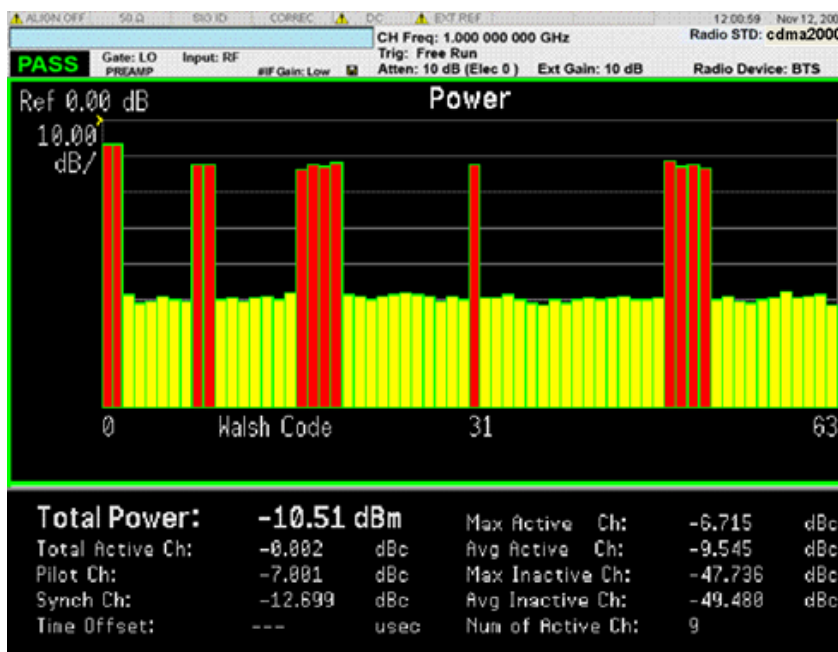 ALIGN OFF 50 Ω SIO ID CORREC DC EXT REF 12:00:59 Nov 12, 200
CH Freq: 1.000 000 000 GHz Radio STD: cdma2000
PASS Gate: LO Input: RF Trig: Free Run
PREAMP #IF Gain: Low Atten: 10 dB (Elec 0 ) Ext Gain: 10 dB Radio Device: BTS
Ref 0.00 dB Power
10.00
dB/
0 Walsh Code 31 63
Total Power: -10.51 dBm Max Active Ch: -6.715 dBc
Total Active Ch: -0.002 dBc Avg Active Ch: -9.545 dBc
Pilot Ch: -7.001 dBc Max Inactive Ch: -47.736 dBc
Synch Ch: -12.699 dBc Avg Inactive Ch: -49.480 dBc
Time Offset: --- usec Num of Active Ch: 9